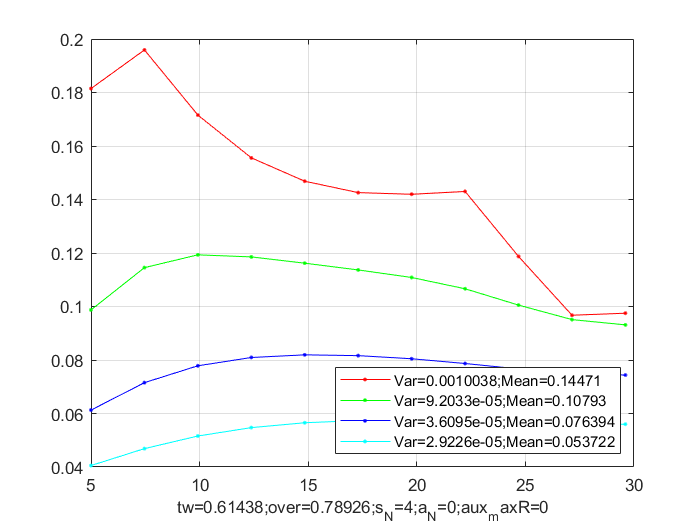 0.2
0.18
0.16
0.14
0.12
0.1
0.08
0.06
0.04
Var=0.0010038;Mean=0.14471
Var=9.2033e-05;Mean=0.10793
Var=3.6095e-05;Mean=0.076394
Var=2.9226e-05;Mean=0.053722
5 10 15 20 25 30
tw=0.61438;over=0.78926;s_N=4;a_N=0;aux_maxR=0